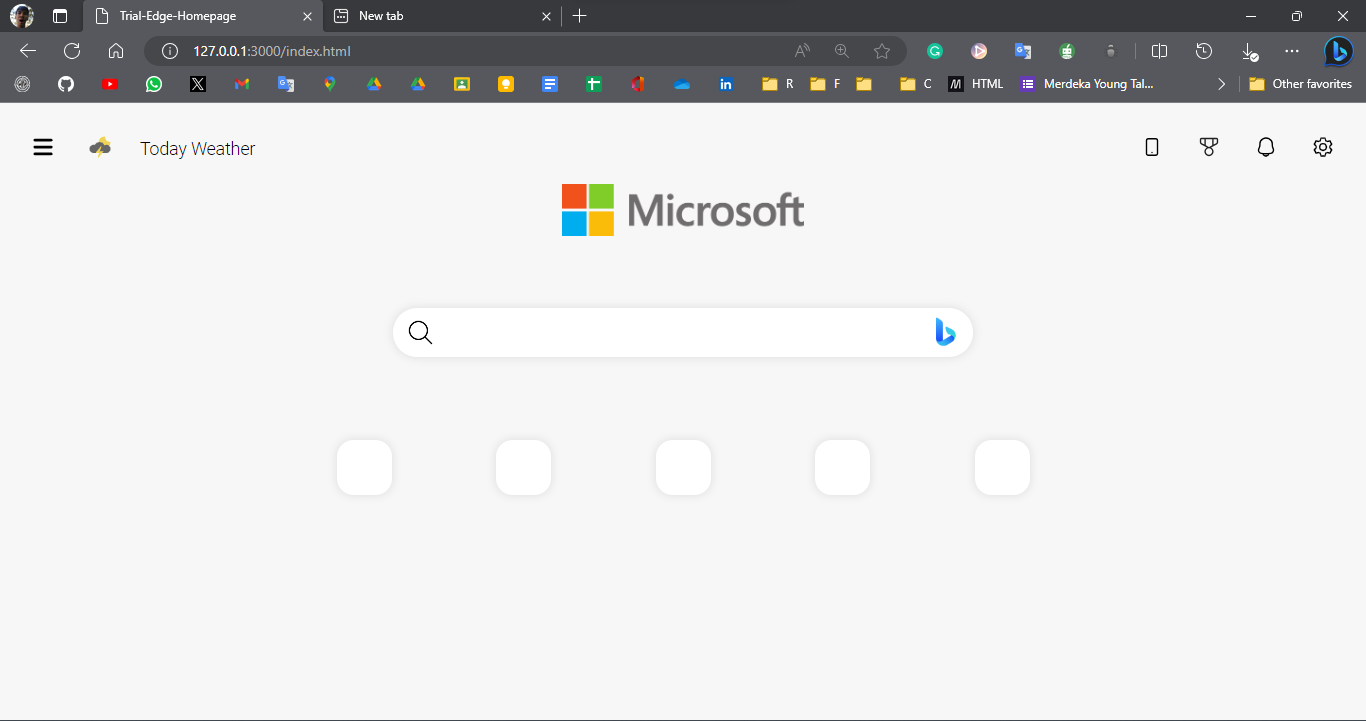 Trial-Edge-Homepage
New tab
127.0.0.1:3000/index.html
R
F
C
HTML
Merdeka Young Tal...
Other favorites
Today Weather
Microsoft